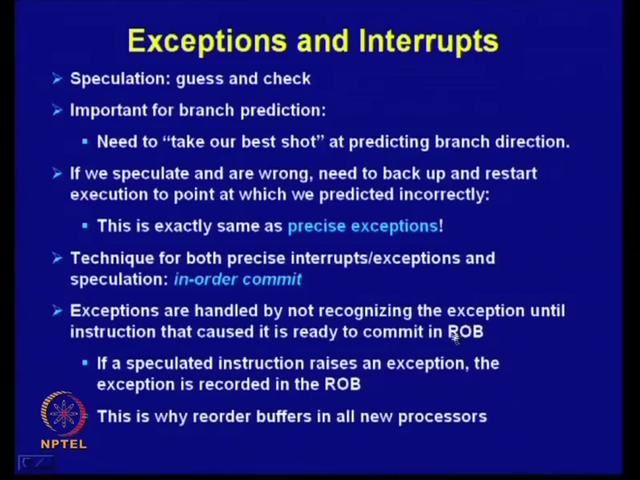 Exceptions and Interrupts
Speculation: guess and check
Important for branch prediction:
Need to “take our best shot” at predicting branch direction.
If we speculate and are wrong, need to back up and restart
execution to point at which we predicted incorrectly:
This is exactly same as precise exceptions!
Technique for both precise interrupts/exceptions and
speculation: in-order commit
Exceptions are handled by not recognizing the exception until
instruction that caused it is ready to commit in ROB
If a speculated instruction raises an exception, the
exception is recorded in the ROB
This is why reorder buffers in all new processors
NPTEL